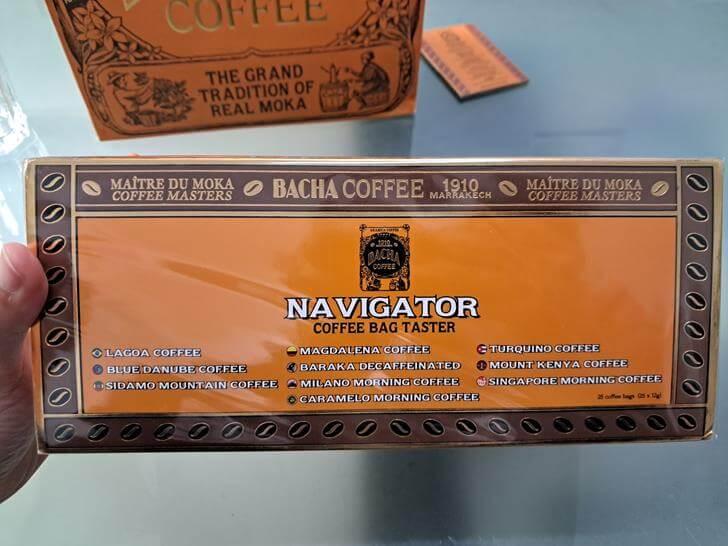 COFFEE
THE GRAND
TRADITION OF
REAL MOKA
MAÎTRE DU MOKA
COFFEE MASTERS
BACHA COFFEE 1910
MARRAKECH
MAÎTRE DU MOKA
COFFEE MASTERS
1910
BACHA
COFFEE
NAVIGATOR
COFFEE BAG TASTER
LAGOA COFFEE
BLUE DANUBE COFFEE
SIDAMO MOUNTAIN COFFEE
MAGDALENA COFFEE
BARAKA DECAFFEINATED
MILANO MORNING COFFEE
CARAMELO MORNING COFFEE
TURQUINO COFFEE
MOUNT KENYA COFFEE
SINGAPORE MORNING COFFEE
25 coffee bags (25 x 12g)